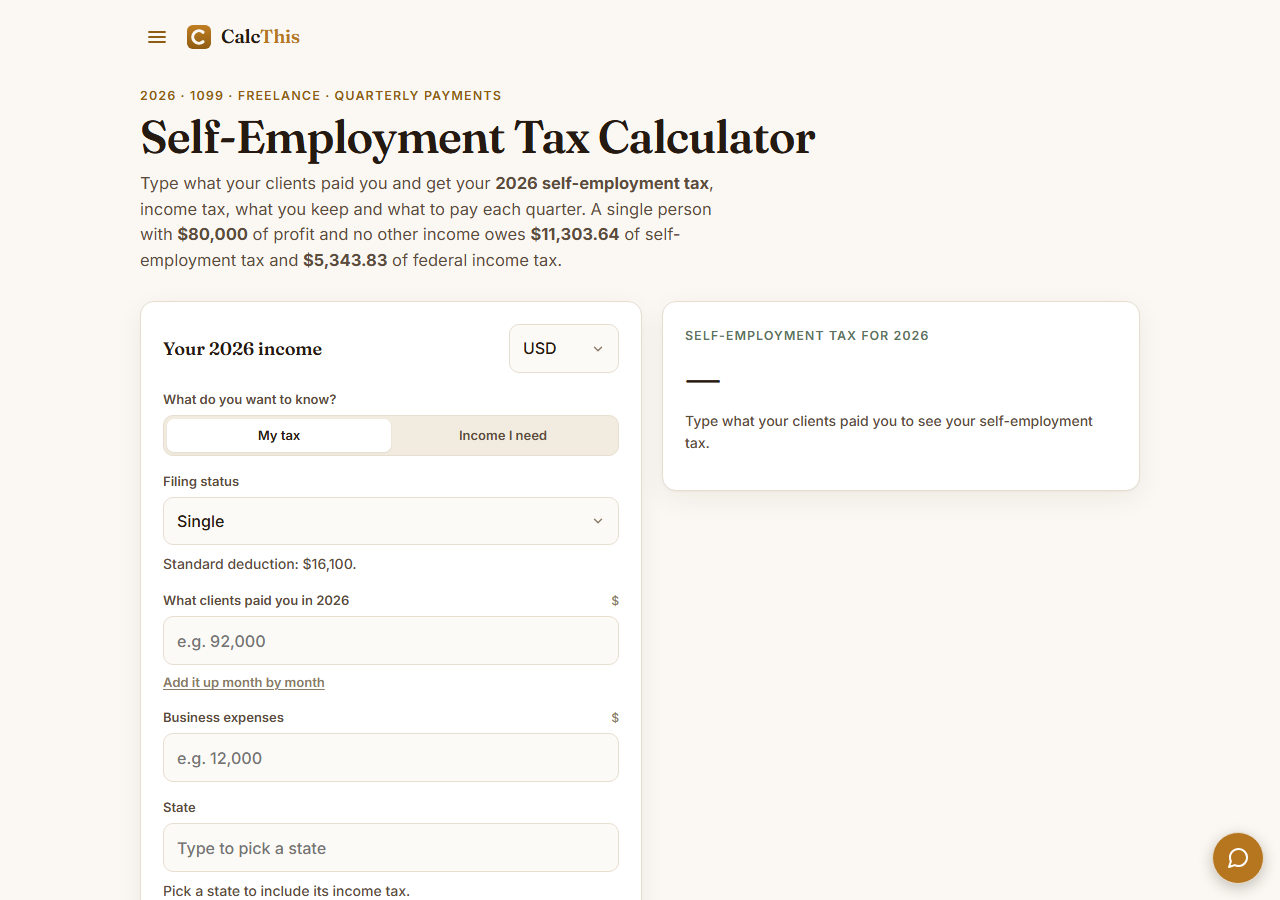 CalcThis
2026 · 1099 · FREELANCE · QUARTERLY PAYMENTS
Self-Employment Tax Calculator
Type what your clients paid you and get your 2026 self-employment tax,
income tax, what you keep and what to pay each quarter. A single person
with $80,000 of profit and no other income owes $11,303.64 of self-
employment tax and $5,343.83 of federal income tax.
Your 2026 income
USD
What do you want to know?
My tax
Income I need
Filing status
Single
Standard deduction: $16,100.
What clients paid you in 2026
$
e.g. 92,000
Add it up month by month
Business expenses
$
e.g. 12,000
State
Type to pick a state
Pick a state to include its income tax.
SELF-EMPLOYMENT TAX FOR 2026
—
Type what your clients paid you to see your self-employment
tax.